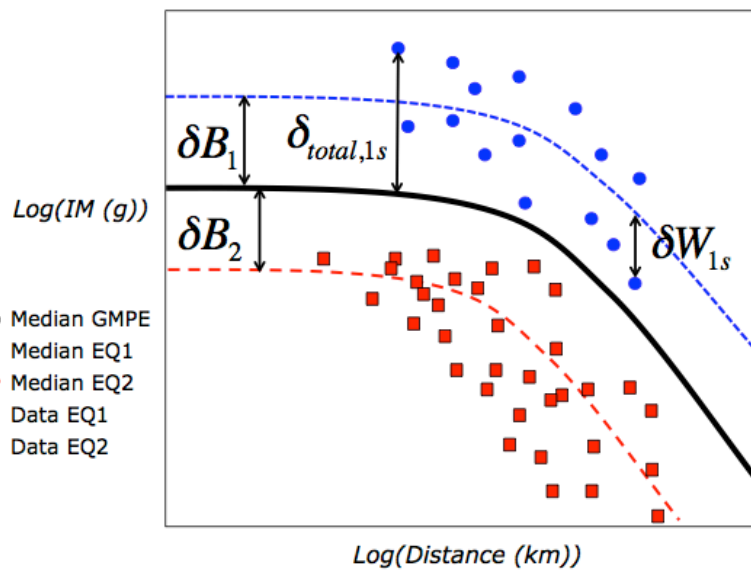 δB₁
δ_total,1s
Log(IM (g))
δB₂
δW₁ₛ
Median GMPE
Median EQ1
Median EQ2
Data EQ1
Data EQ2
Log(Distance (km))